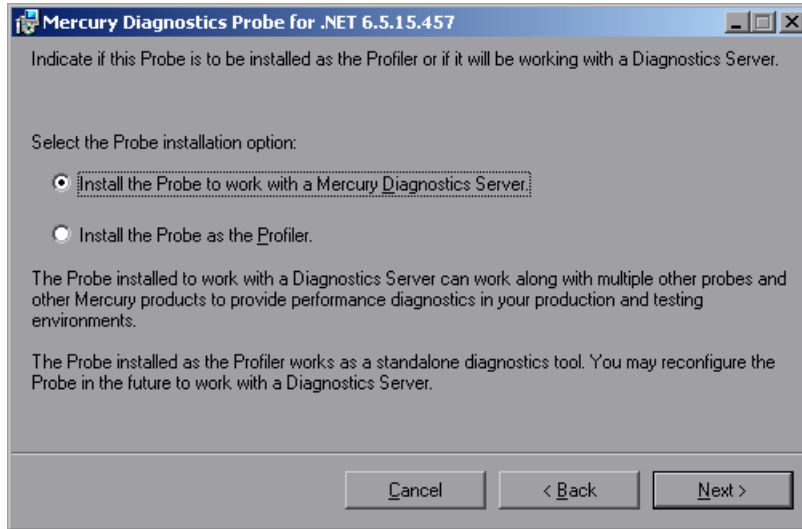 Mercury Diagnostics Probe for .NET 6.5.15.457
Indicate if this Probe is to be installed as the Profiler or if it will be working with a Diagnostics Server.
Select the Probe installation option:
Install the Probe to work with a Mercury Diagnostics Server.
Install the Probe as the Profiler.
The Probe installed to work with a Diagnostics Server can work along with multiple other probes and
other Mercury products to provide performance diagnostics in your production and testing
environments.
The Probe installed as the Profiler works as a standalone diagnostics tool. You may reconfigure the
Probe in the future to work with a Diagnostics Server.
Cancel
< Back
Next >